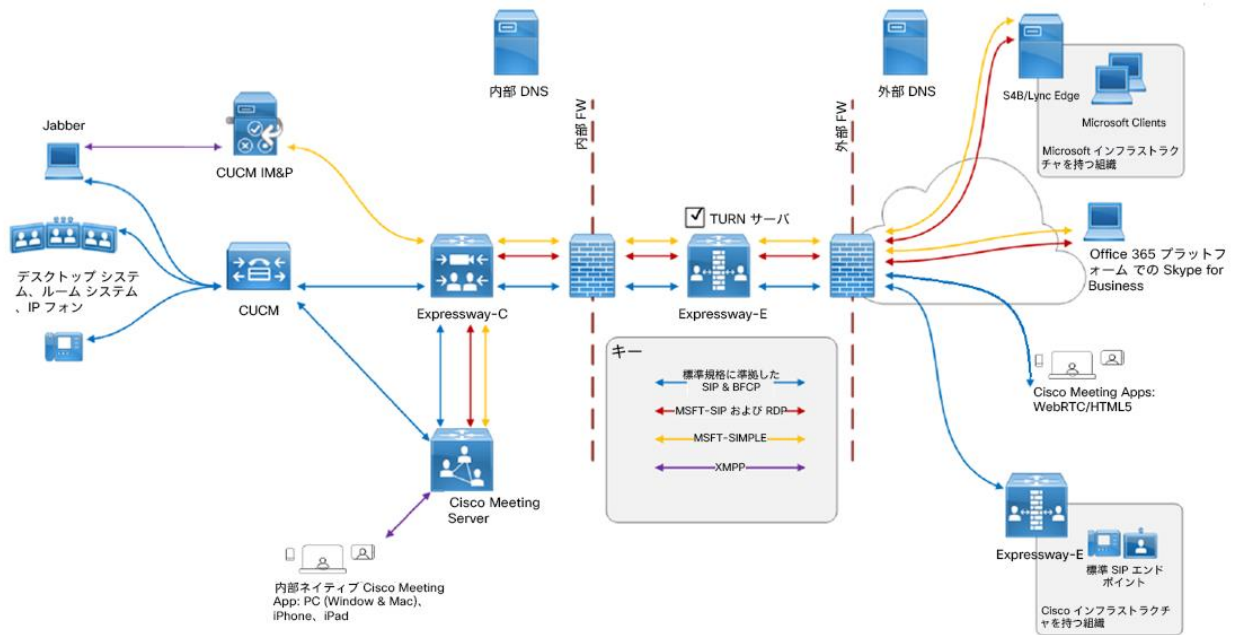 内部 DNS
外部 DNS
S4B/Lync Edge
Microsoft Clients
Microsoft インフラストラク
チャを持つ組織
Jabber
CUCM IM&P
内部 FW
外部 FW
TURN サーバ
デスクトップ システ
ム、ルーム システム
、IP フォン
CUCM
Expressway-C
Expressway-E
Office 365 プラットフ
ォーム での Skype for
Business
キー
標準規格に準拠した
SIP & BFCP
MSFT-SIP および RDP
MSFT-SIMPLE
XMPP
Cisco Meeting Apps:
WebRTC/HTML5
Cisco Meeting
Server
内部ネイティブ Cisco Meeting
App: PC (Window & Mac)、
iPhone、iPad
Expressway-E
標準 SIP エンド
ポイント
Cisco インフラストラクチ
ャを持つ組織